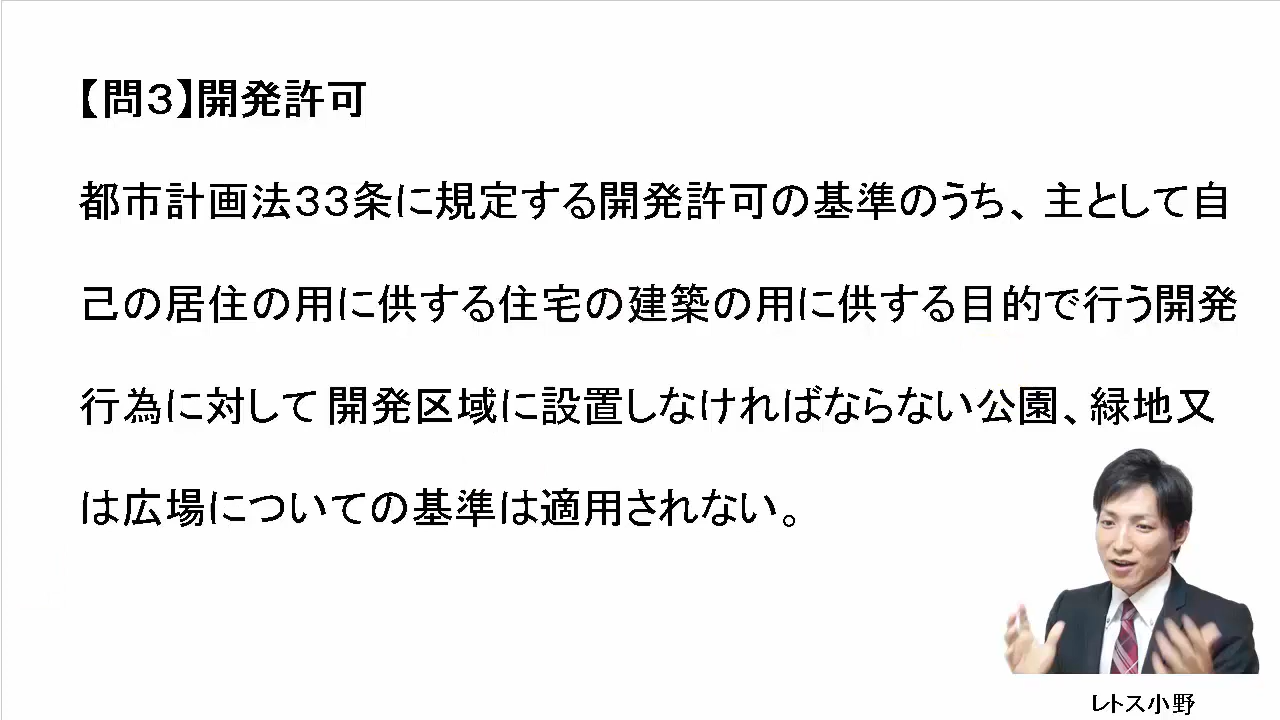 【問３】開発許可
都市計画法３３条に規定する開発許可の基準のうち、主として自
己の居住の用に供する住宅の建築の用に供する目的で行う開発
行為に対して開発区域に設置しなければならない公園、緑地又
は広場についての基準は適用されない。
レトス小野